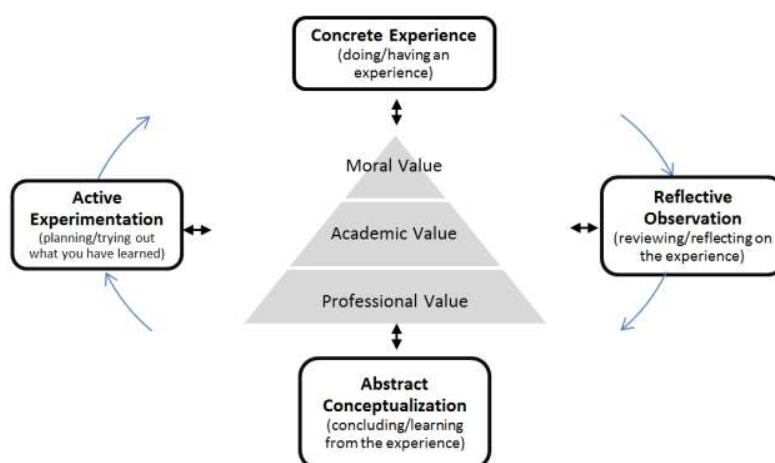 Concrete Experience
(doing/having an
experience)
Moral Value
Active
Experimentation
(planning/trying out
what you have learned)
Academic Value
Reflective
Observation
(reviewing/reflecting on
the experience)
Professional Value
Abstract
Conceptualization
(concluding/learning
from the experience)